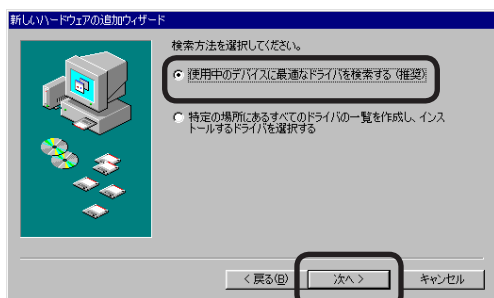 新しいハードウェアの追加ウィザード
検索方法を選択してください。
使用中のデバイスに最適なドライバを検索する（推奨）
特定の場所にあるすべてのドライバの一覧を作成し、インス
トールするドライバを選択する
< 戻る(B)
次へ >
キャンセル